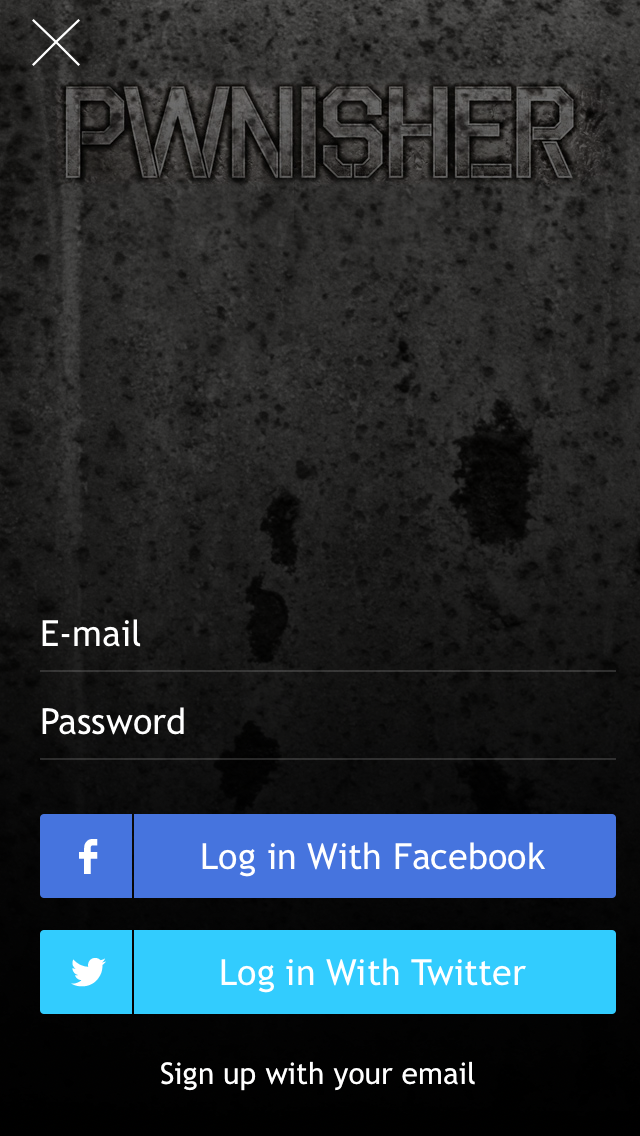 PWNISHER
E-mail
Password
Log in With Facebook
Log in With Twitter
Sign up with your email